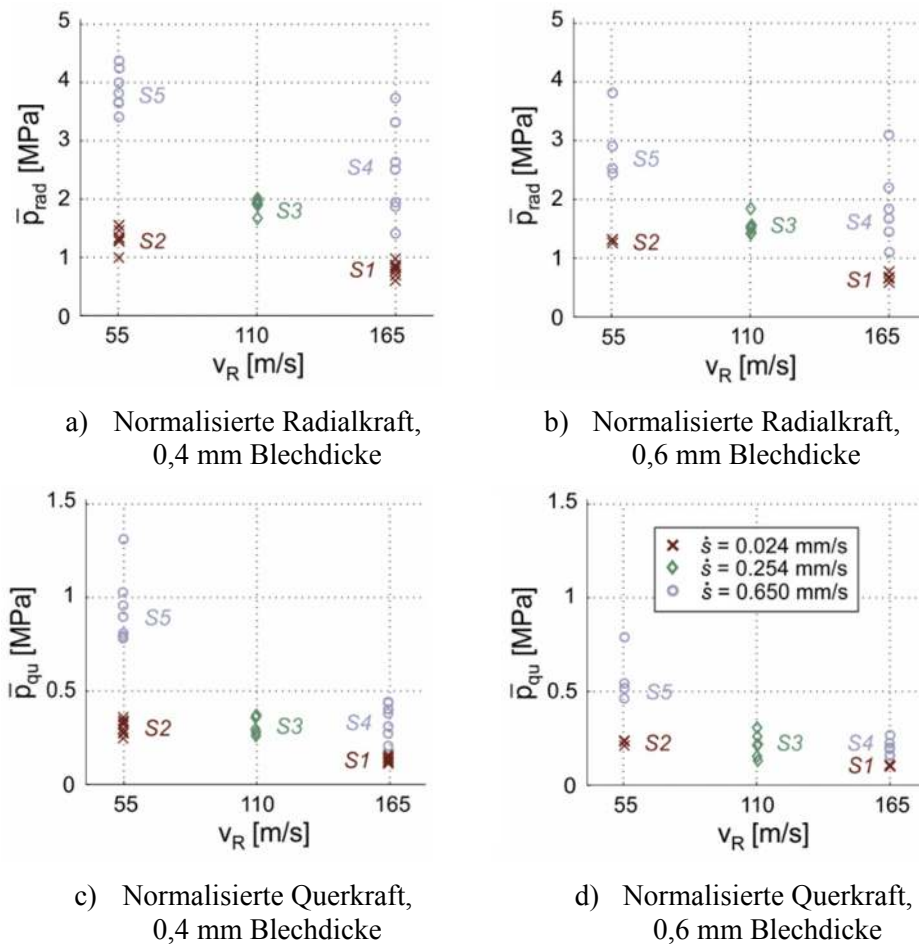 5
4
3
2
1
0
p̅rad [MPa]
S5
S2
S3
S4
S1
55
110
165
vR [m/s]
a) Normalisierte Radialkraft,
0,4 mm Blechdicke
5
4
3
2
1
0
p̅rad [MPa]
S5
S2
S3
S4
S1
55
110
165
vR [m/s]
b) Normalisierte Radialkraft,
0,6 mm Blechdicke
1.5
1
0.5
0
p̅qu [MPa]
S5
S2
S3
S4
S1
55
110
165
vR [m/s]
c) Normalisierte Querkraft,
0,4 mm Blechdicke
1.5
1
0.5
0
p̅qu [MPa]
ṡ = 0.024 mm/s
ṡ = 0.254 mm/s
ṡ = 0.650 mm/s
S5
S2
S3
S4
S1
55
110
165
vR [m/s]
d) Normalisierte Querkraft,
0,6 mm Blechdicke